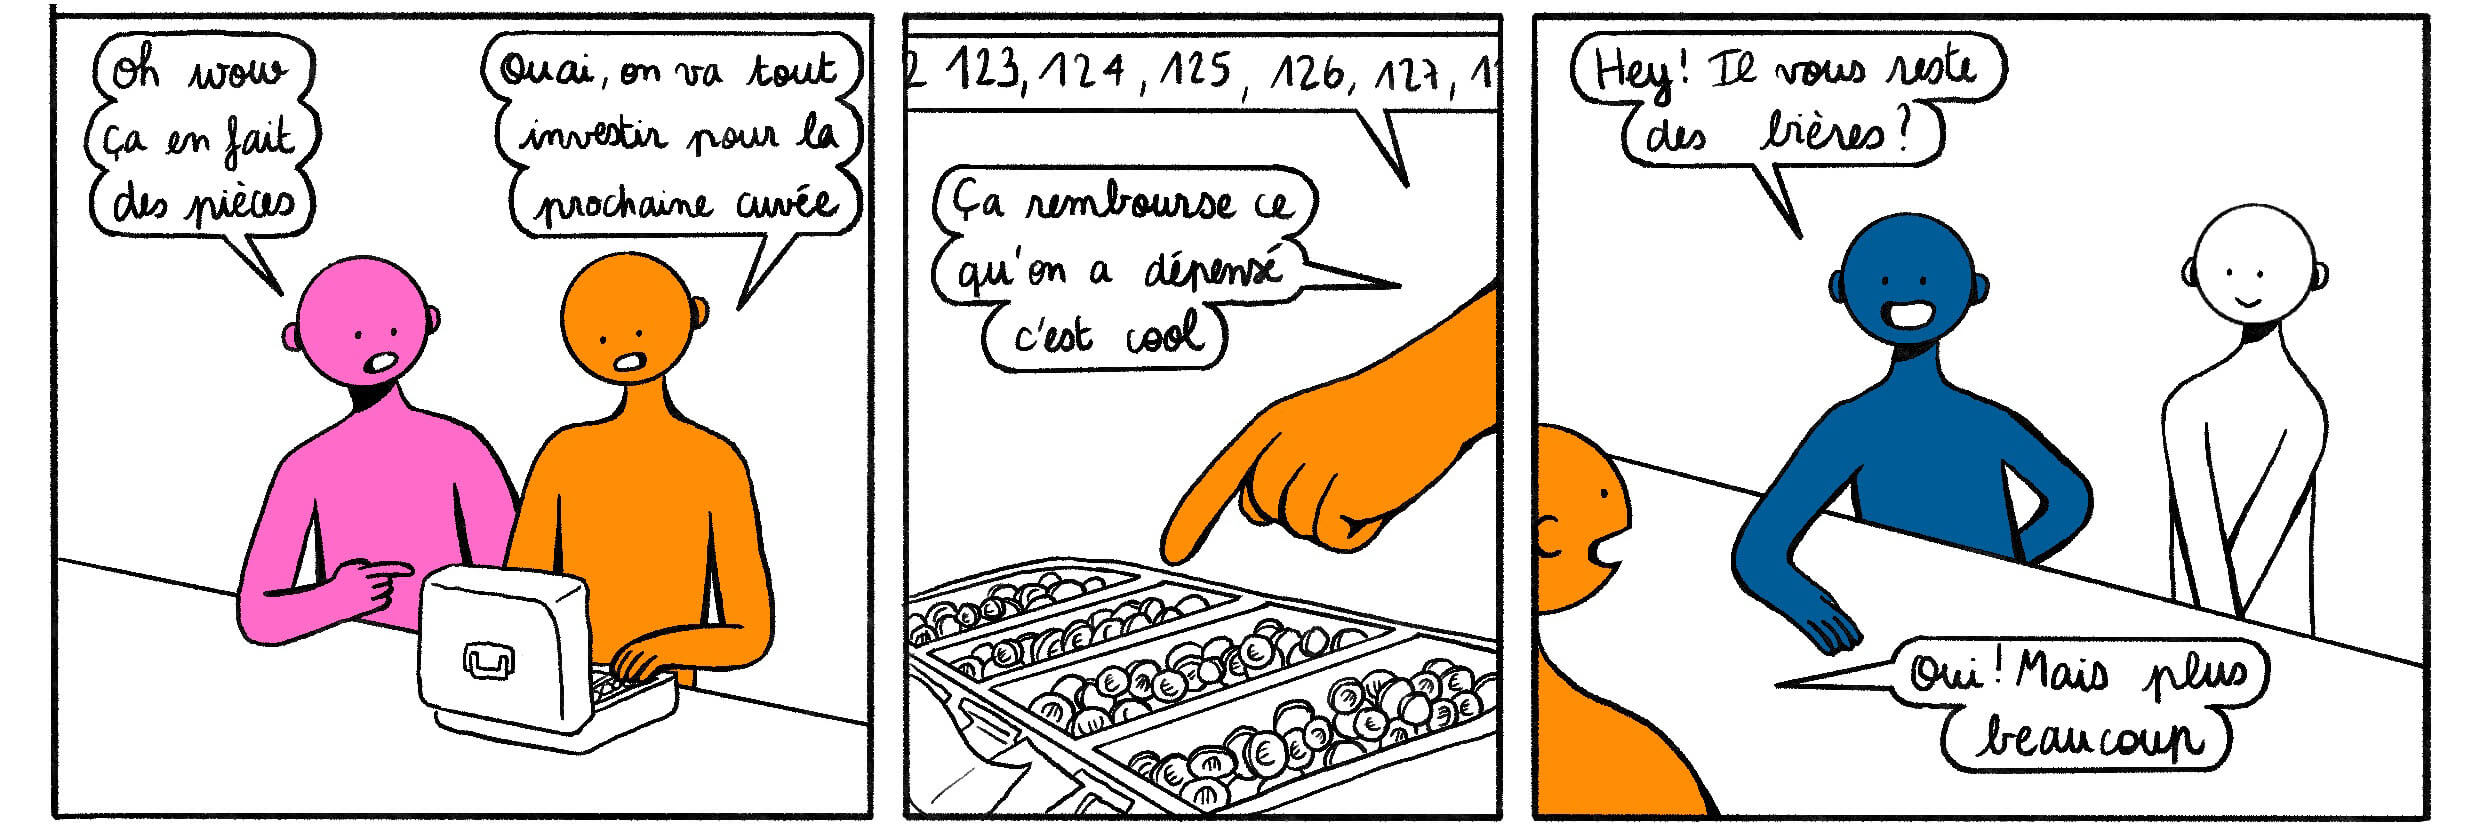 Oh wow
Ça en fait
des pièces
Ouai, on va tout
investir pour la
prochaine cuvée
2 123, 124, 125, 126, 127, 1
Ça rembourse ce
qu'on a dépensé
c'est cool
Hey! Il vous reste
des bières?
Oui! Mais plus
beaucoup